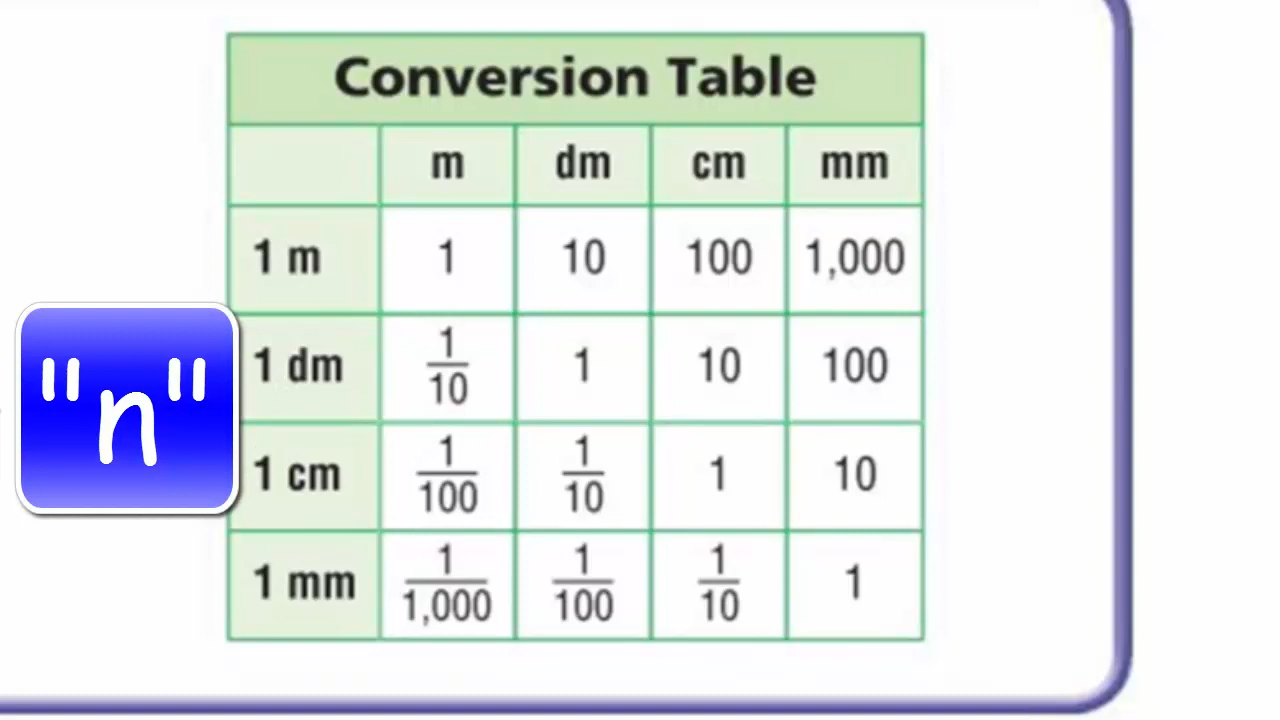 Conversion Table
m dm cm mm
1 m 1 10 100 1,000
1 dm 1/10 1 10 100
"n"
1 cm 1/100 1/10 1 10
1 mm 1/1,000 1/100 1/10 1